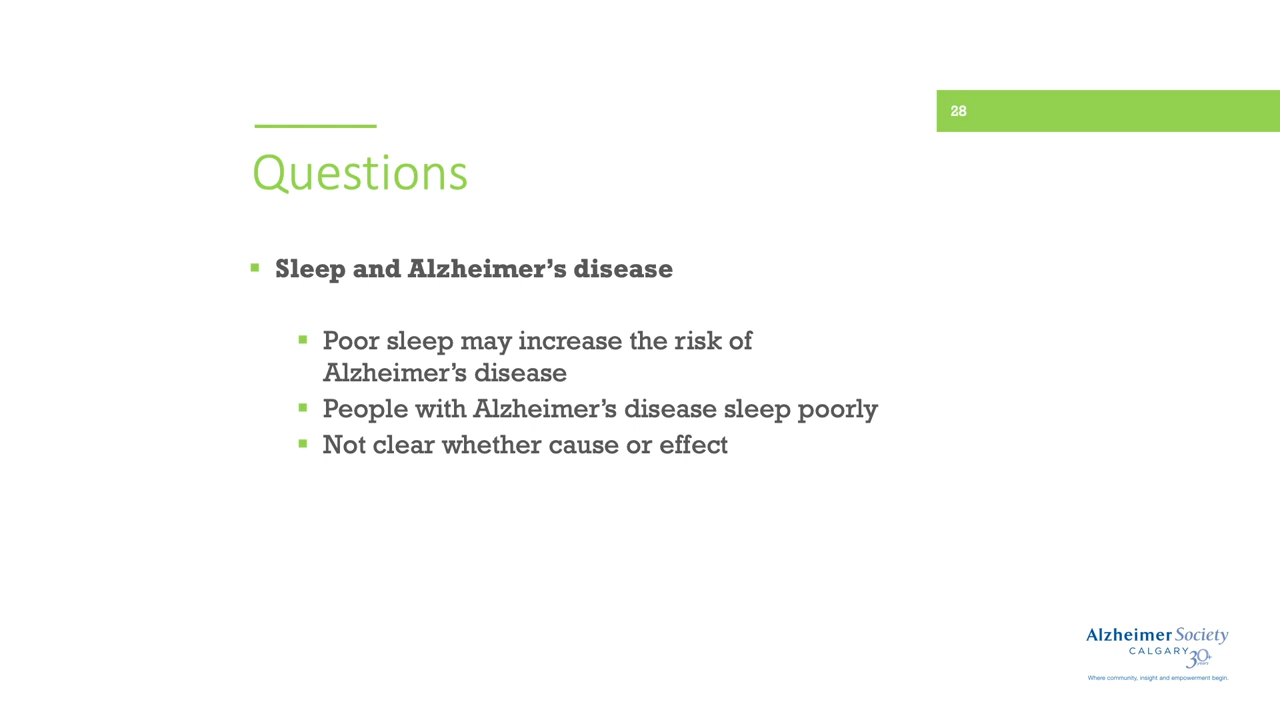 28
Questions
Sleep and Alzheimer’s disease
Poor sleep may increase the risk of
Alzheimer’s disease
People with Alzheimer’s disease sleep poorly
Not clear whether cause or effect
Alzheimer Society
CALGARY 30+
years
Where community, insight and empowerment begin.